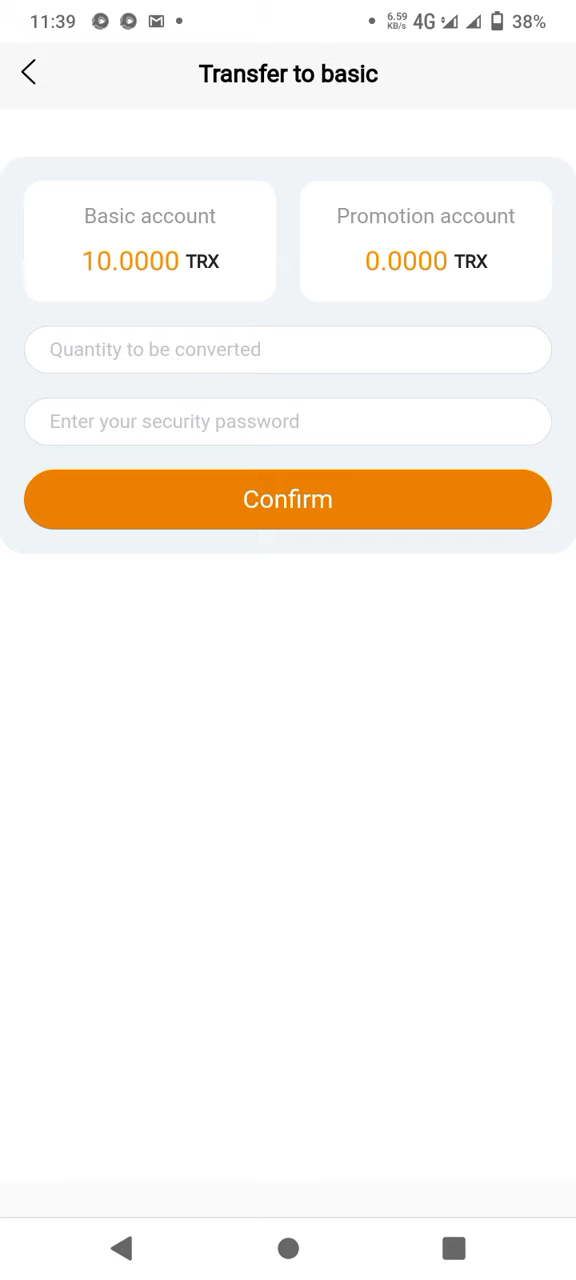 11:39 6.59 KB/s 4G 38%
Transfer to basic
Basic account Promotion account
10.0000 TRX 0.0000 TRX
Quantity to be converted
Enter your security password
Confirm